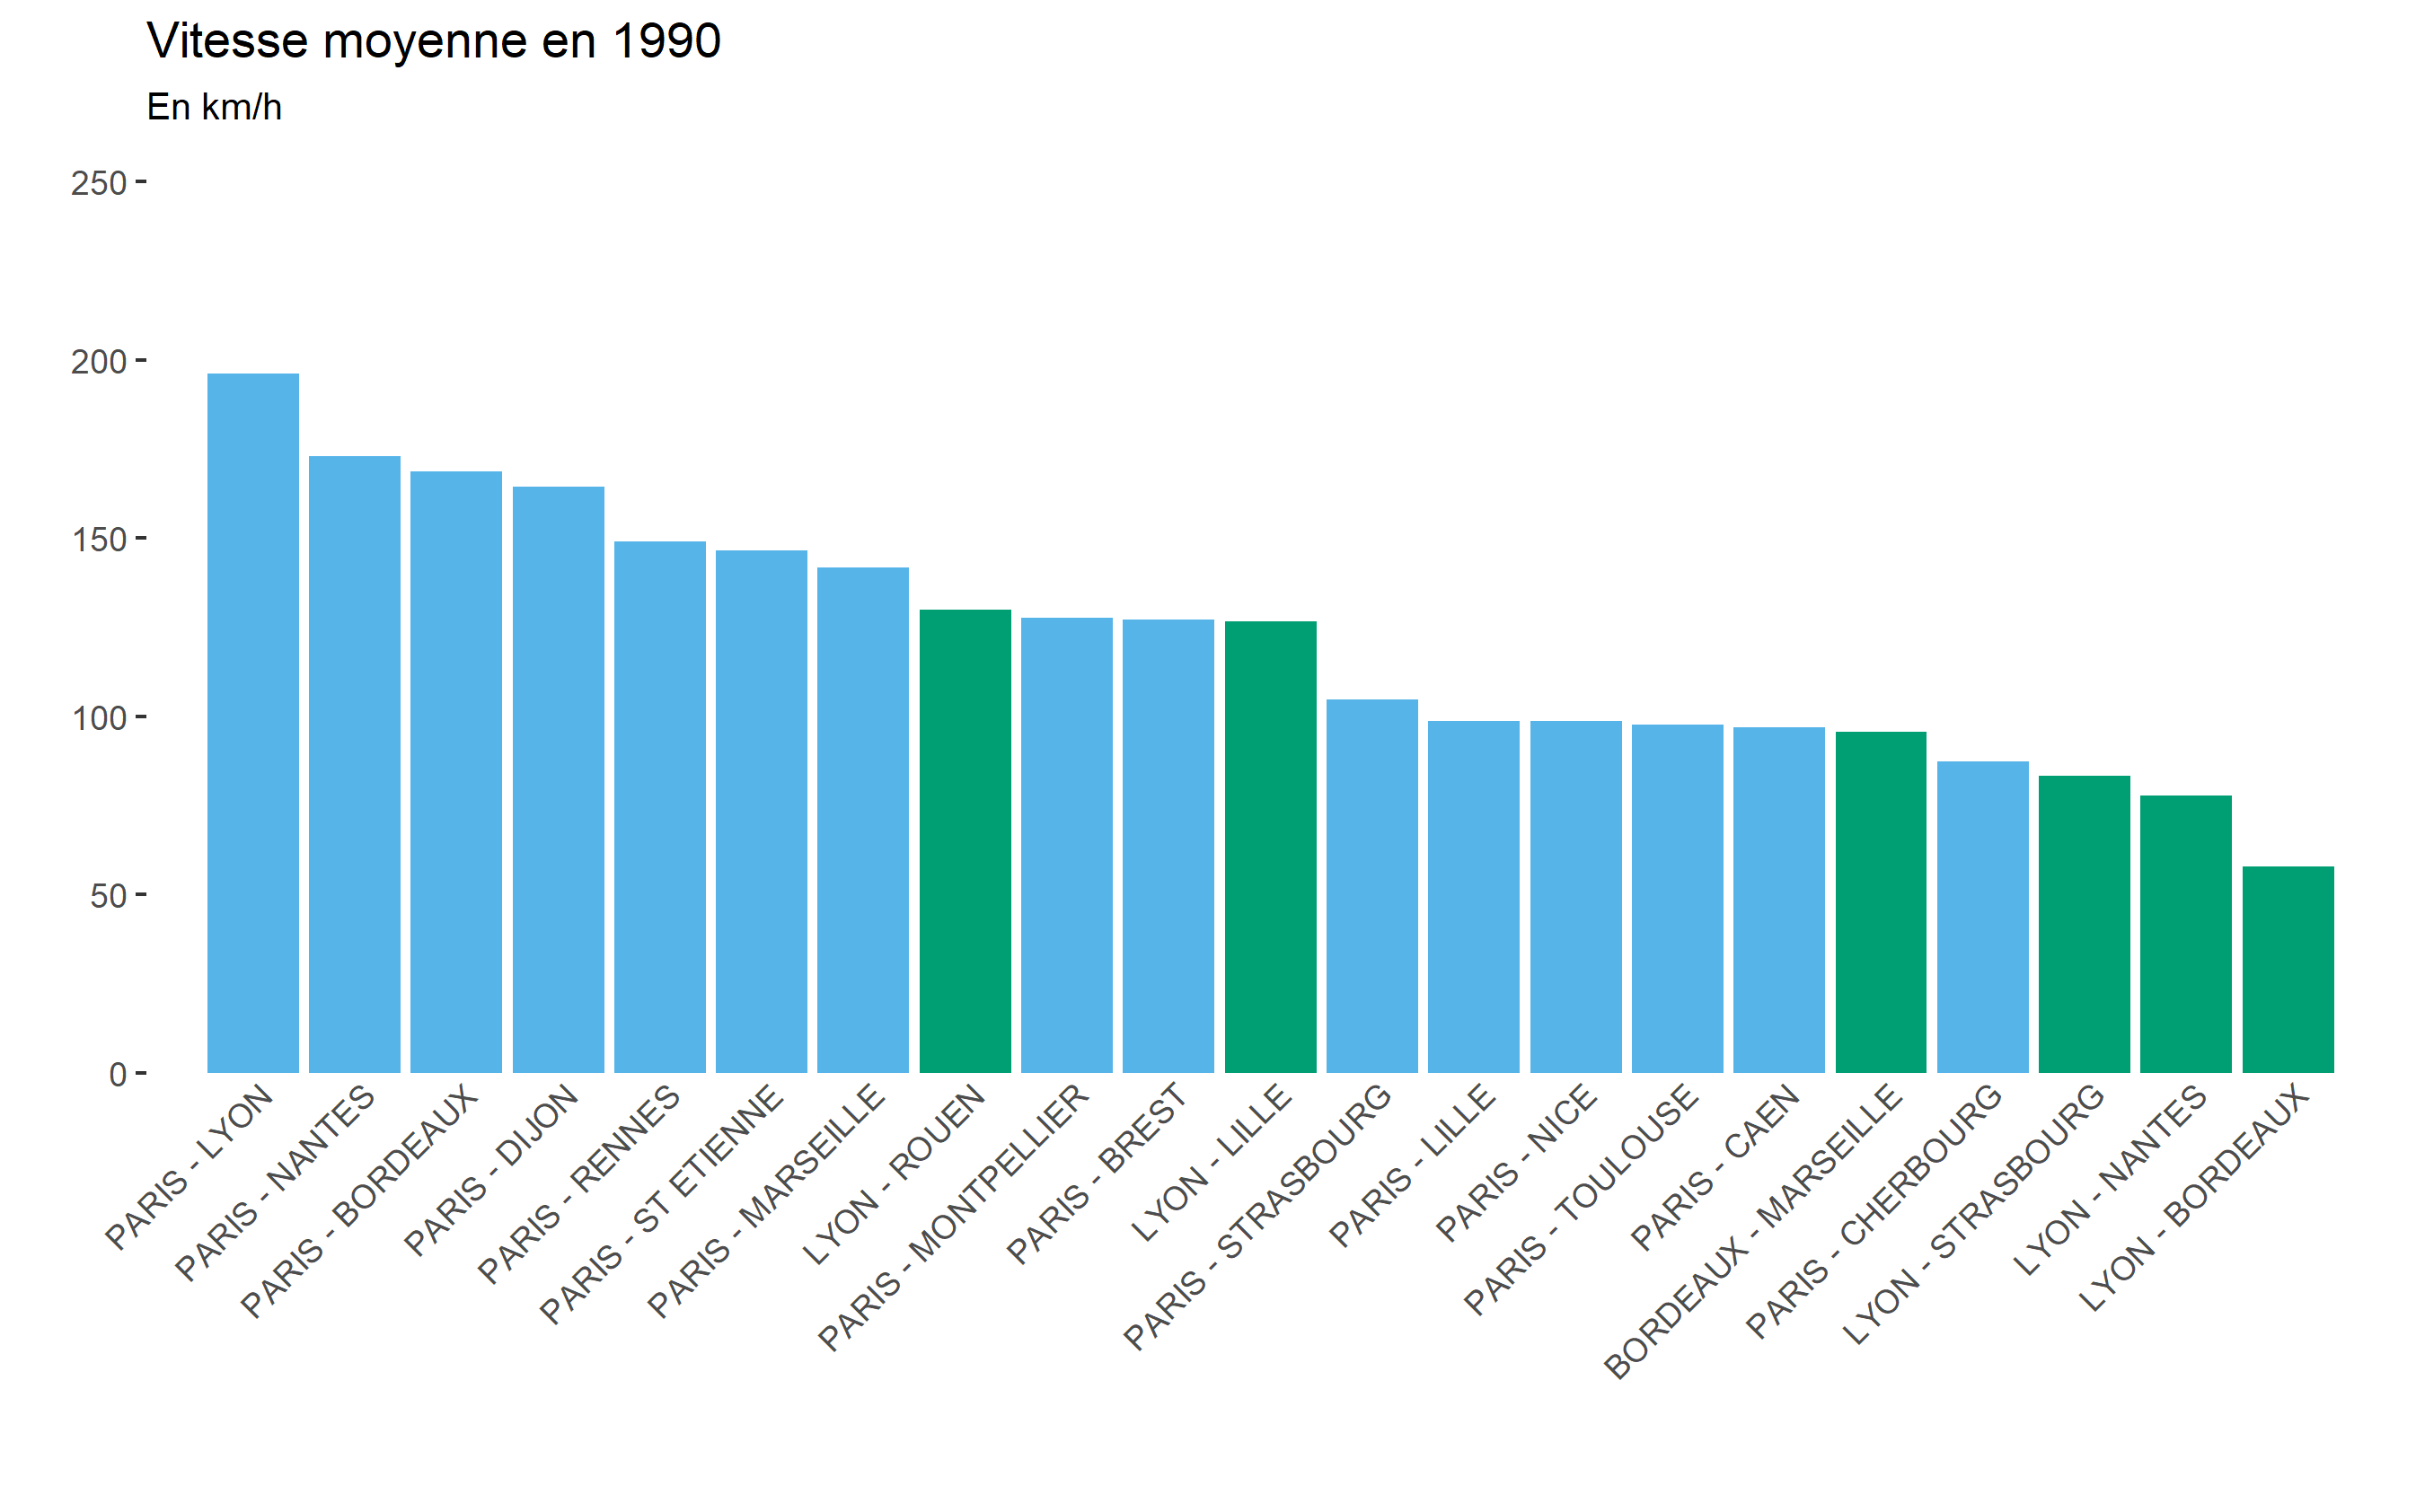 Vitesse moyenne en 1990
En km/h
250
200
150
100
50
0
PARIS - LYON
PARIS - NANTES
PARIS - BORDEAUX
PARIS - DIJON
PARIS - RENNES
PARIS - ST ETIENNE
PARIS - MARSEILLE
LYON - ROUEN
PARIS - MONTPELLIER
PARIS - BREST
LYON - LILLE
PARIS - STRASBOURG
PARIS - LILLE
PARIS - NICE
PARIS - TOULOUSE
PARIS - CAEN
BORDEAUX - MARSEILLE
PARIS - CHERBOURG
LYON - STRASBOURG
LYON - NANTES
LYON - BORDEAUX